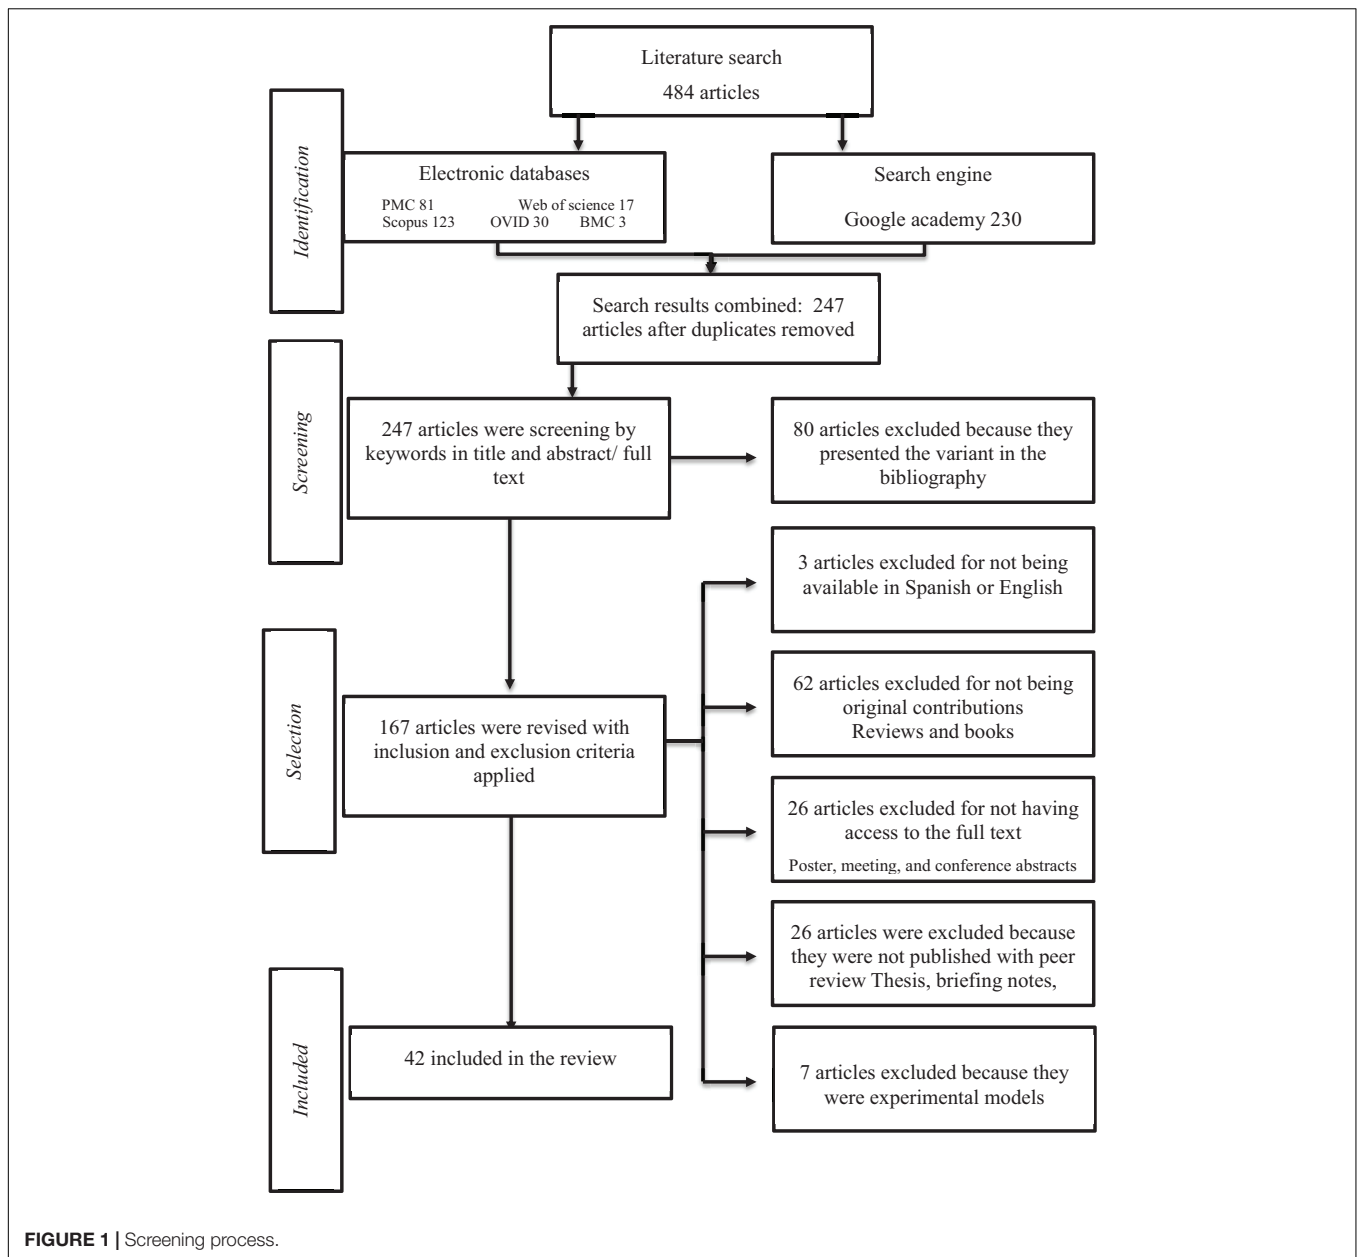 Literature search
484 articles
Identification
Electronic databases
PMC 81 Web of science 17
Scopus 123 OVID 30 BMC 3
Search engine
Google academy 230
Search results combined: 247
articles after duplicates removed
Screening
247 articles were screening by
keywords in title and abstract/ full
text
80 articles excluded because they
presented the variant in the
bibliography
3 articles excluded for not being
available in Spanish or English
62 articles excluded for not being
original contributions
Reviews and books
Selection
167 articles were revised with
inclusion and exclusion criteria
applied
26 articles excluded for not having
access to the full text
Poster, meeting, and conference abstracts
26 articles were excluded because
they were not published with peer
review Thesis, briefing notes,
Included
42 included in the review
7 articles excluded because they
were experimental models
FIGURE 1 | Screening process.